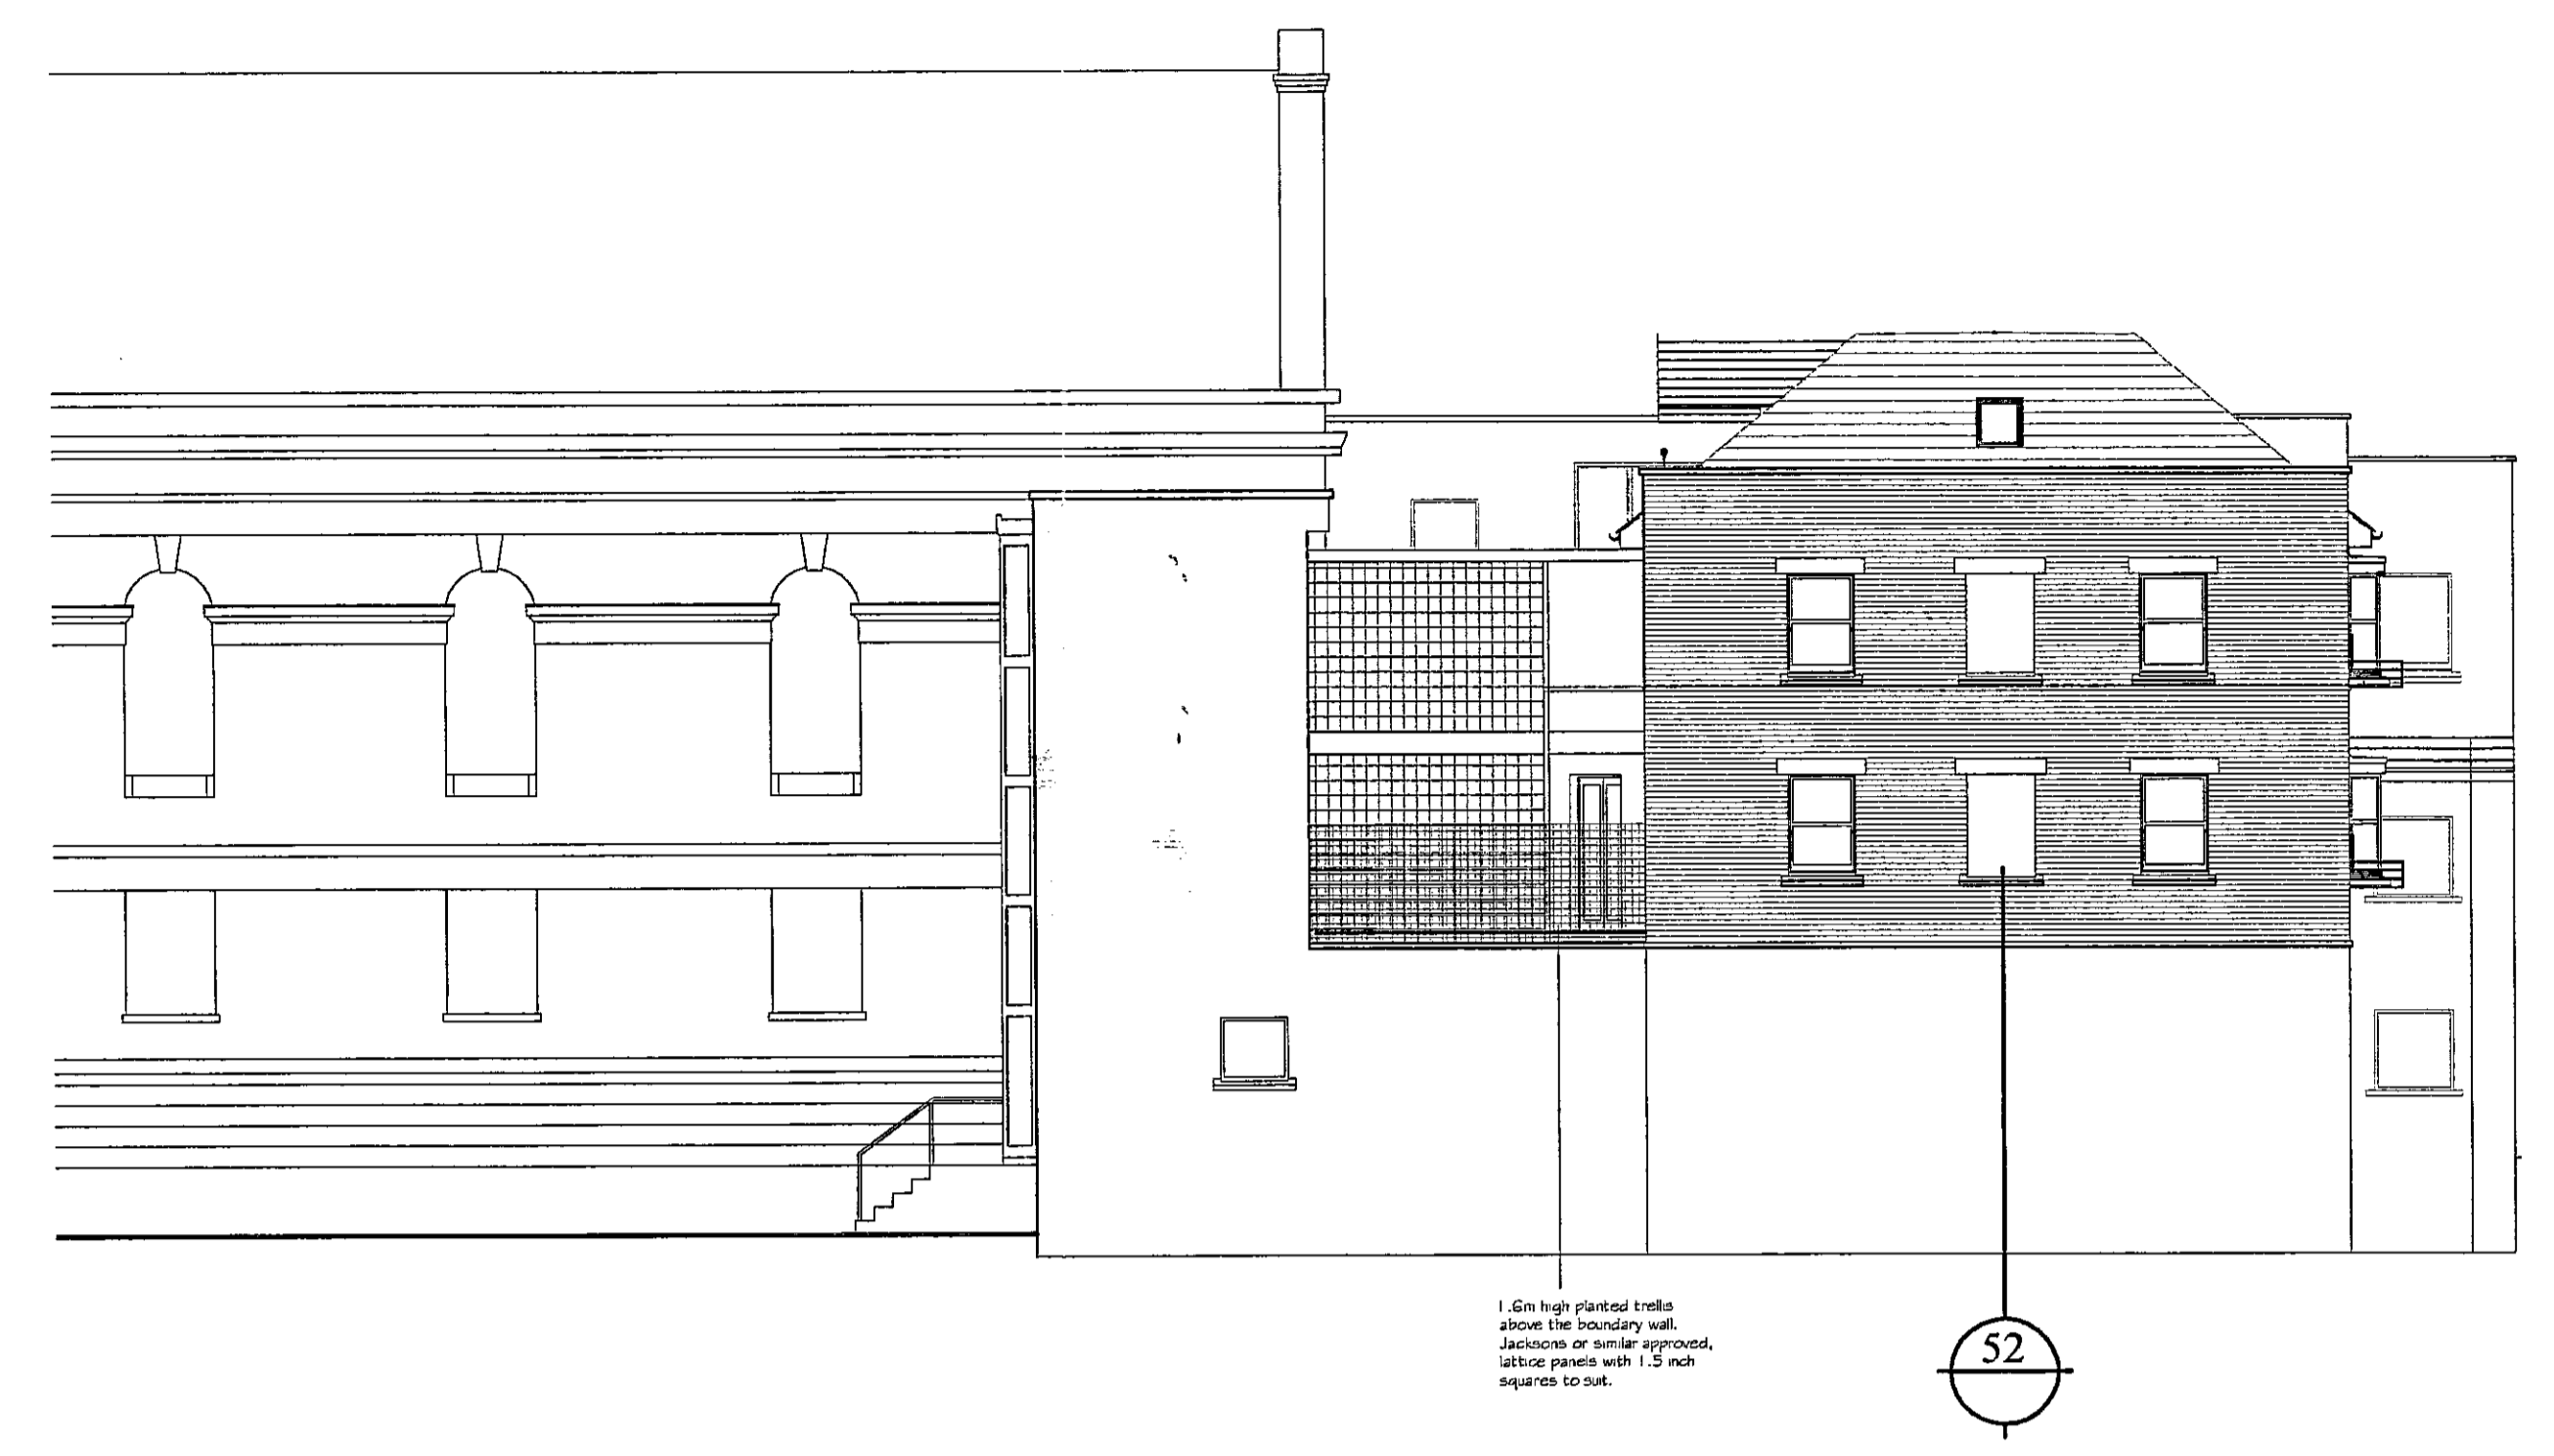 1.6m high planted trellis
above the boundary wall.
Jacksons or similar approved,
lattice panels with 1.5 inch
squares to suit.
52